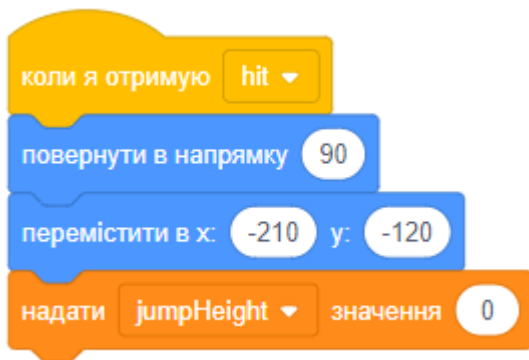 коли я отримую hit
повернути в напрямку 90
перемістити в x: -210 y: -120
надати jumpHeight значення 0